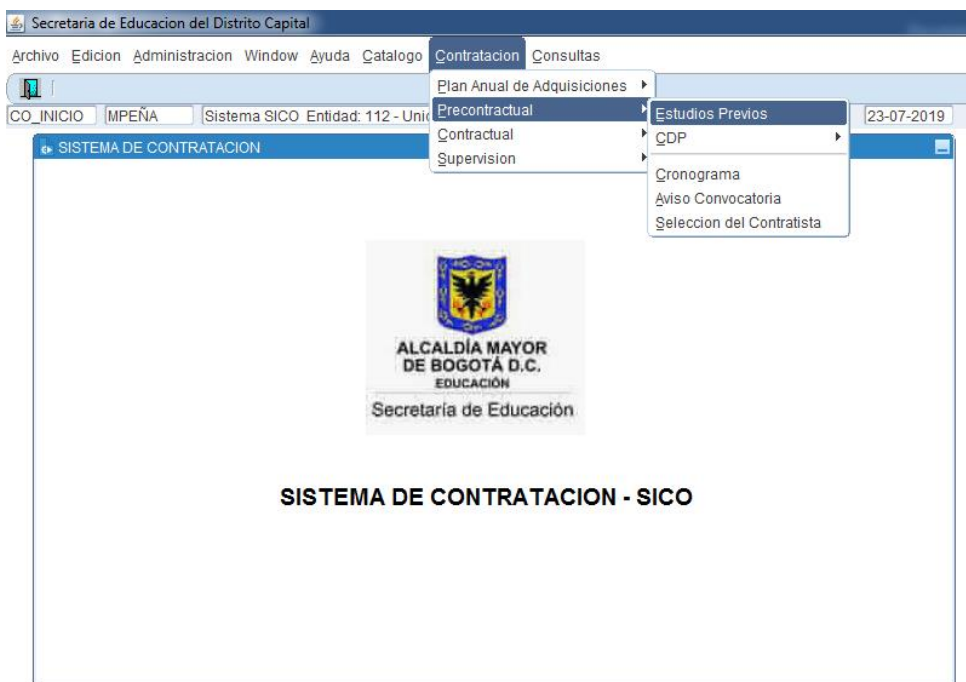 Secretaria de Educacion del Distrito Capital
Archivo Edicion Administracion Window Ayuda Catalogo Contratacion Consultas
Plan Anual de Adquisiciones
CO_INICIO MPEÑA Sistema SICO Entidad: 112 - Precontractual Estudios Previos 23-07-2019
Contractual CDP
SISTEMA DE CONTRATACION
Supervision
Cronograma
Aviso Convocatoria
Seleccion del Contratista
ALCALDÍA MAYOR
DE BOGOTÁ D.C.
EDUCACIÓN
Secretaría de Educación
SISTEMA DE CONTRATACION - SICO